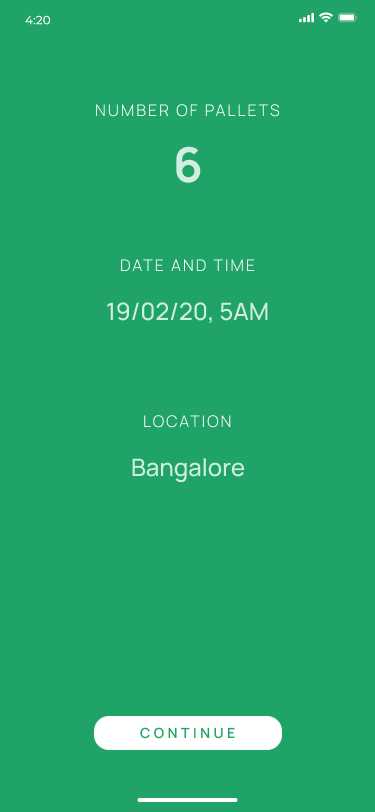 4:20
NUMBER OF PALLETS
6
DATE AND TIME
19/02/20, 5AM
LOCATION
Bangalore
CONTINUE